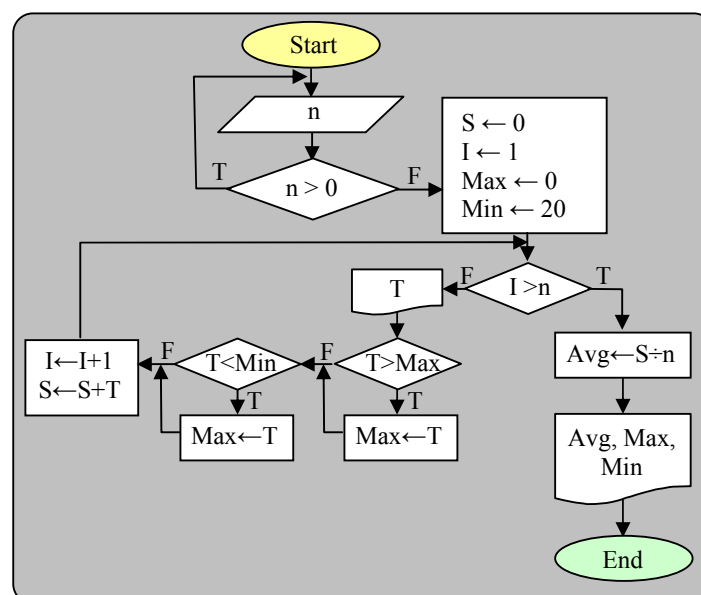 Start
n
n > 0
T
F
S ← 0
I ← 1
Max ← 0
Min ← 20
I >n
F
T
T
T>Max
F
T
Max←T
T<Min
F
T
Max←T
I←I+1
S←S+T
Avg←S÷n
Avg, Max,
Min
End